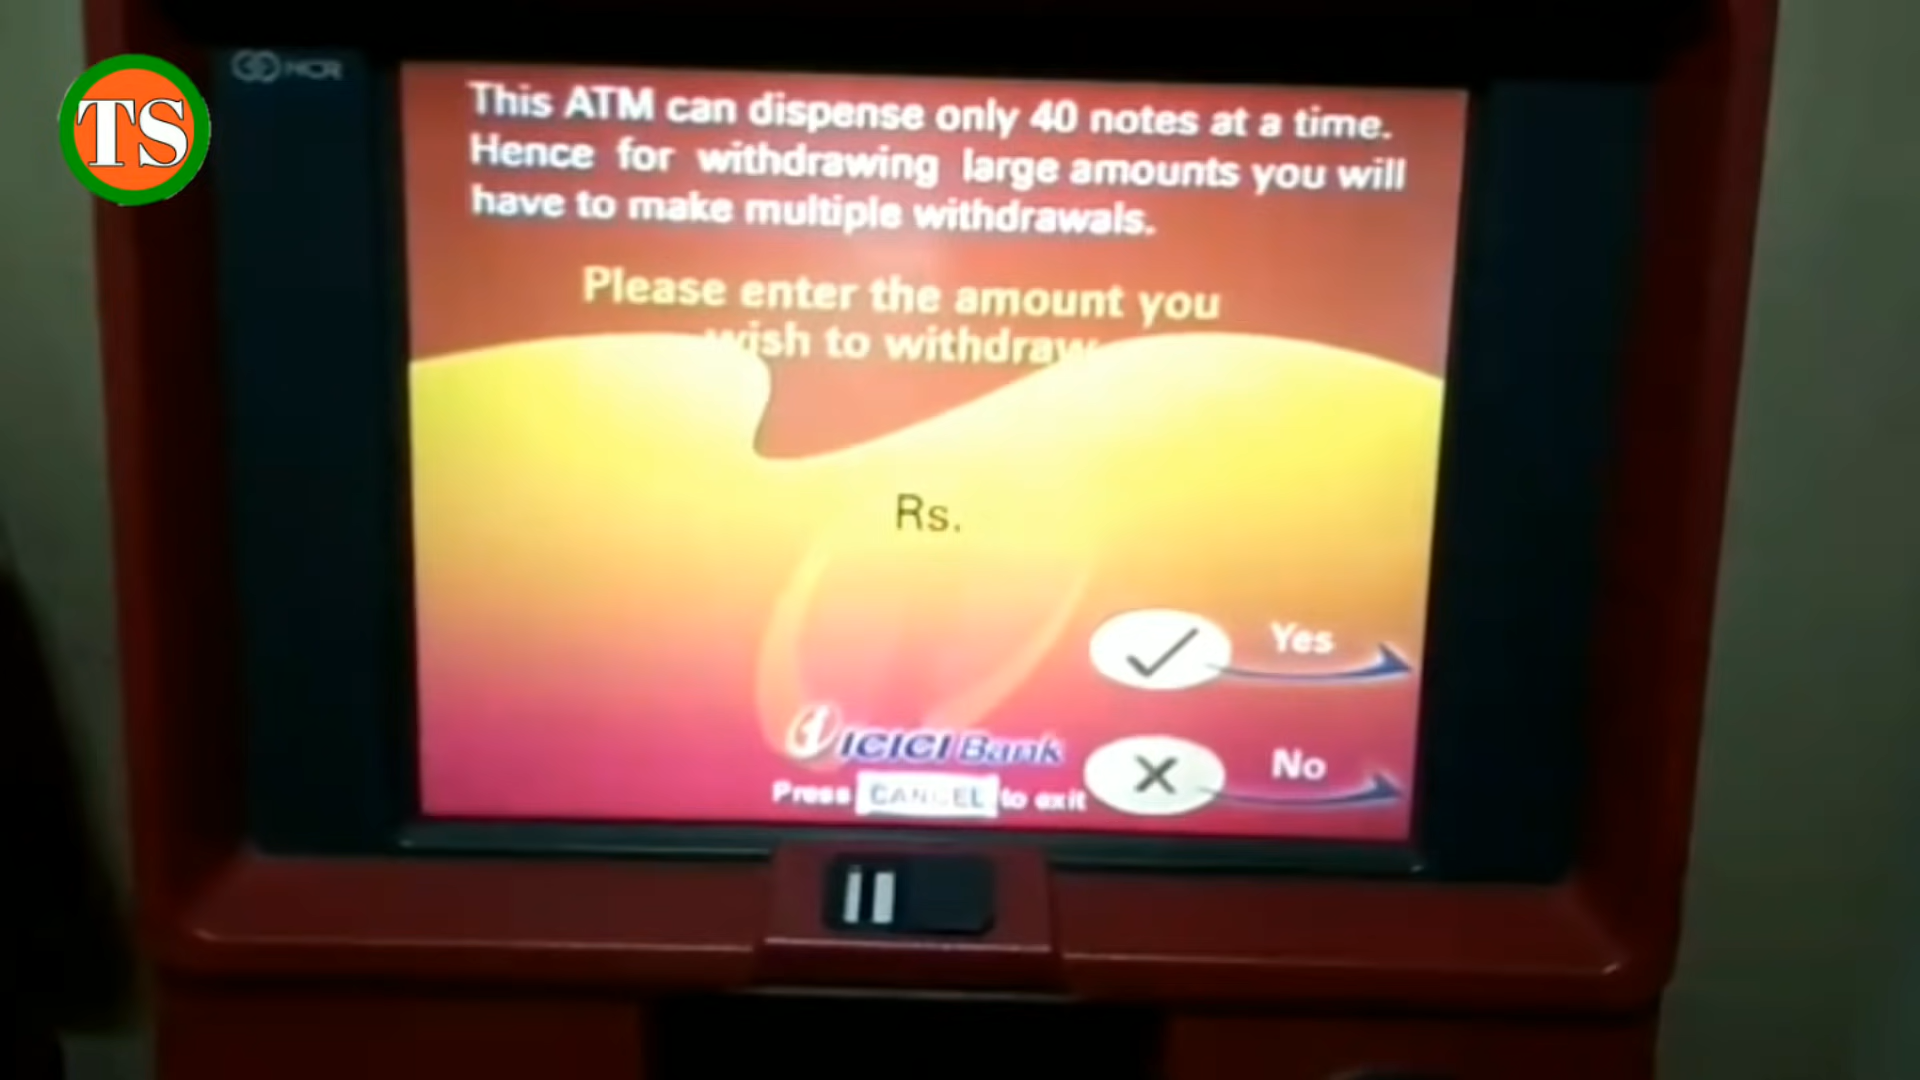 NCR
TS
This ATM can dispense only 40 notes at a time.
Hence for withdrawing large amounts you will
have to make multiple withdrawals.
Please enter the amount you
wish to withdraw
Rs.
Yes
ICICI Bank
No
Press CANCEL to exit